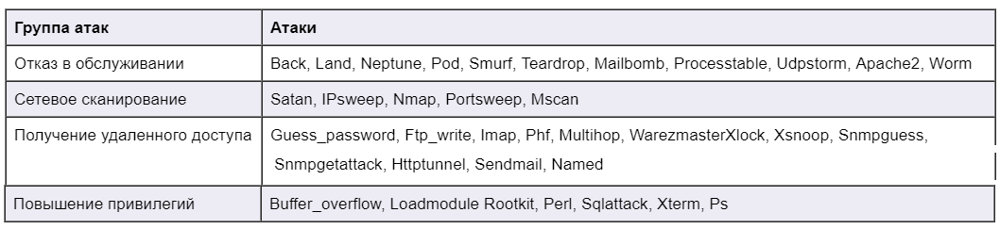 Группа атак Атаки
Отказ в обслуживании Back, Land, Neptune, Pod, Smurf, Teardrop, Mailbomb, Processtable, Udpstorm, Apache2, Worm
Сетевое сканирование Satan, IPsweep, Nmap, Portsweep, Mscan
Получение удаленного доступа Guess_password, Ftp_write, Imap, Phf, Multihop, WarezmasterXlock, Xsnoop, Snmpguess,
Snmpgetattack, Httptunnel, Sendmail, Named
Повышение привилегий Buffer_overflow, Loadmodule Rootkit, Perl, Sqlattack, Xterm, Ps